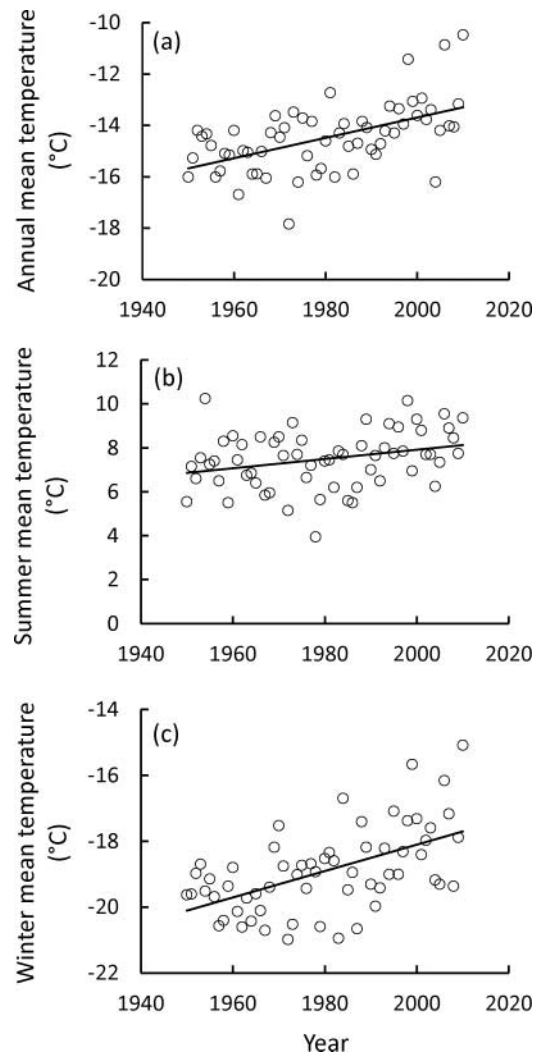 Annual mean temperature
(°C)
(a)
-10
-12
-14
-16
-18
-20
1940 1960 1980 2000 2020
Summer mean temperature
(°C)
(b)
12
10
8
6
4
2
0
1940 1960 1980 2000 2020
Winter mean temperature
(°C)
(c)
-14
-16
-18
-20
-22
1940 1960 1980 2000 2020
Year